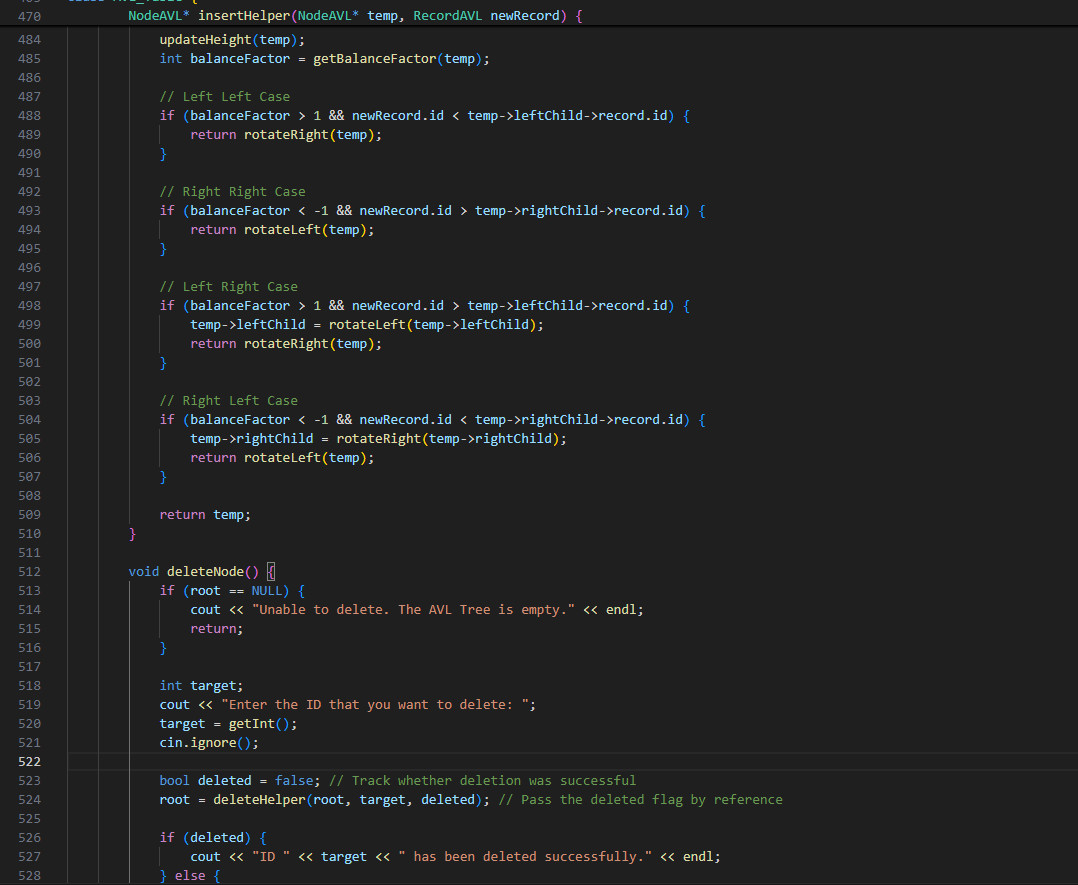 470 NodeAVL* insertHelper(NodeAVL* temp, RecordAVL newRecord) {
484 updateHeight(temp);
485 int balanceFactor = getBalanceFactor(temp);
486
487 // Left Left Case
488 if (balanceFactor > 1 && newRecord.id < temp->leftChild->record.id) {
489 return rotateRight(temp);
490 }
491
492 // Right Right Case
493 if (balanceFactor < -1 && newRecord.id > temp->rightChild->record.id) {
494 return rotateLeft(temp);
495 }
496
497 // Left Right Case
498 if (balanceFactor > 1 && newRecord.id > temp->leftChild->record.id) {
499 temp->leftChild = rotateLeft(temp->leftChild);
500 return rotateRight(temp);
501 }
502
503 // Right Left Case
504 if (balanceFactor < -1 && newRecord.id < temp->rightChild->record.id) {
505 temp->rightChild = rotateRight(temp->rightChild);
506 return rotateLeft(temp);
507 }
508
509 return temp;
510 }
511
512 void deleteNode() {
513 if (root == NULL) {
514 cout << "Unable to delete. The AVL Tree is empty." << endl;
515 return;
516 }
517
518 int target;
519 cout << "Enter the ID that you want to delete: ";
520 target = getInt();
521 cin.ignore();
522
523 bool deleted = false; // Track whether deletion was successful
524 root = deleteHelper(root, target, deleted); // Pass the deleted flag by reference
525
526 if (deleted) {
527 cout << "ID " << target << " has been deleted successfully." << endl;
528 } else {